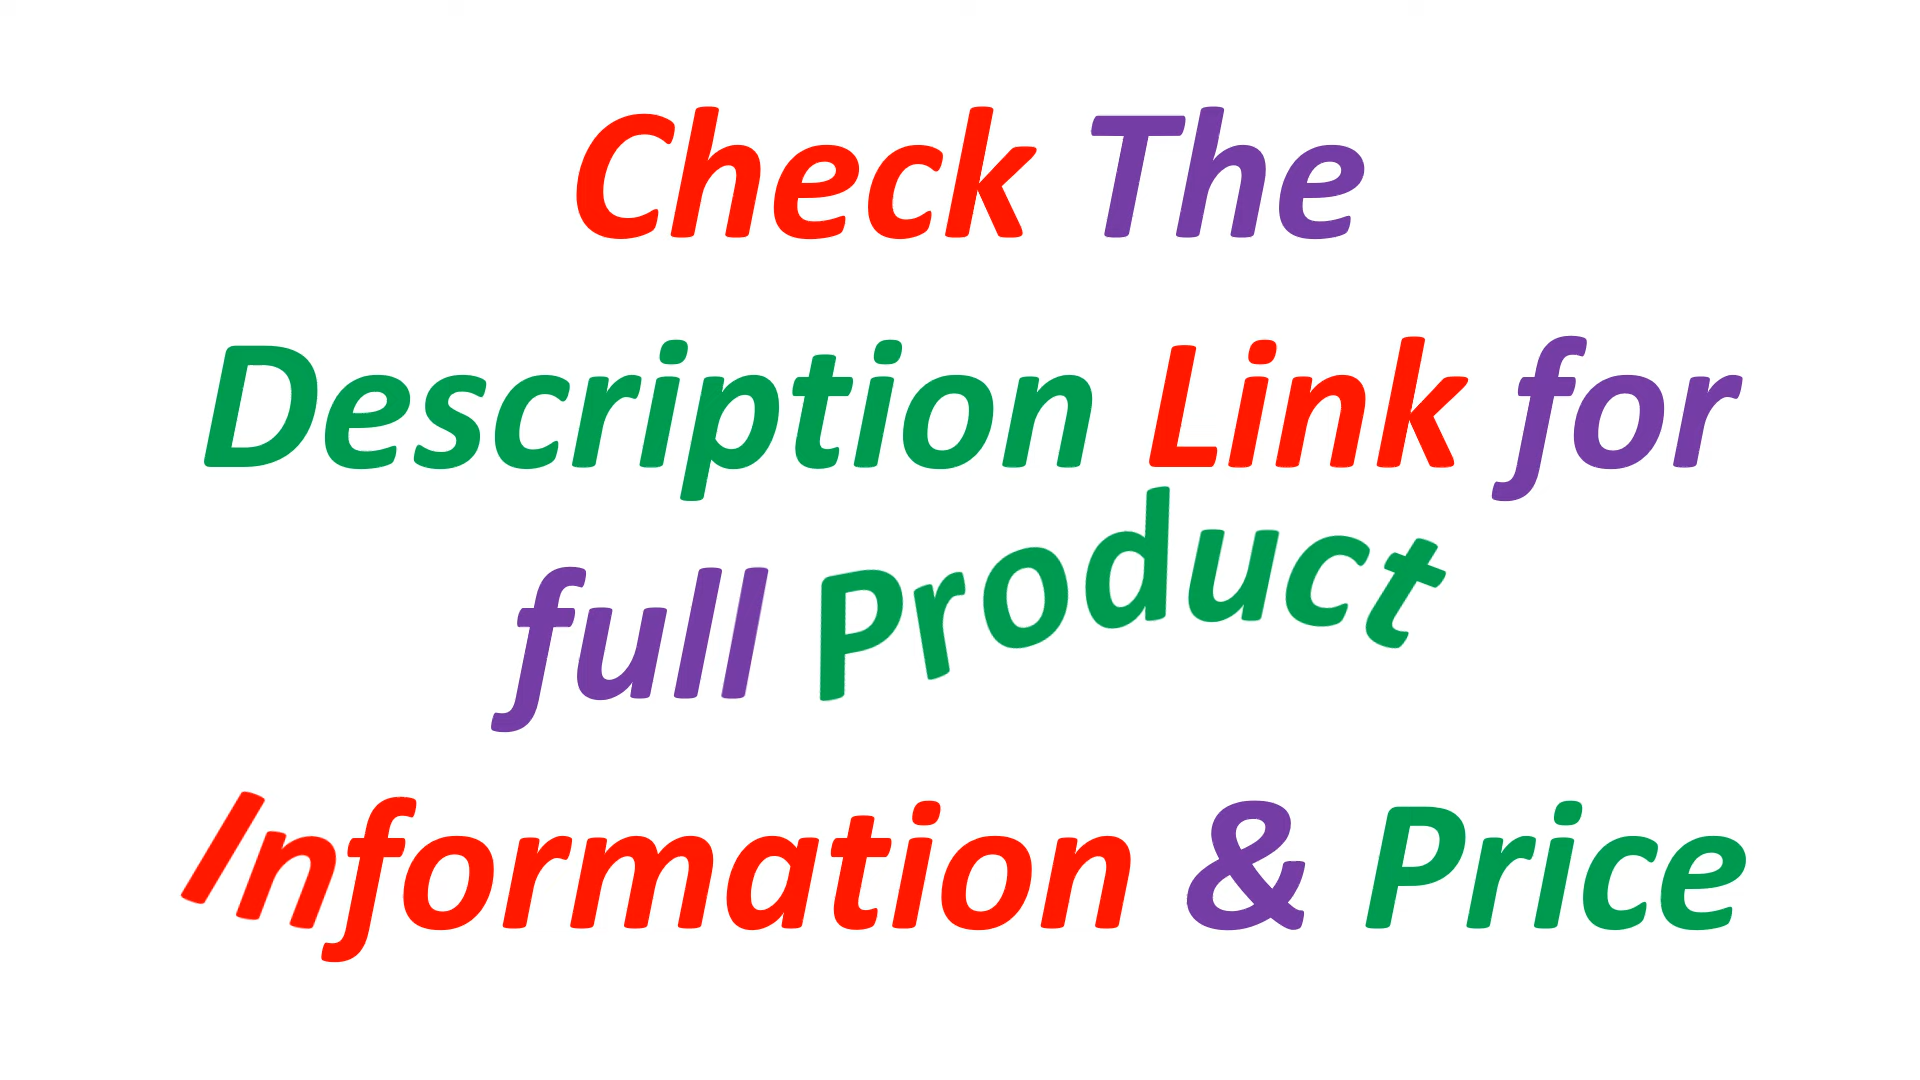 Check The
Description Link for
full Product
Information & Price